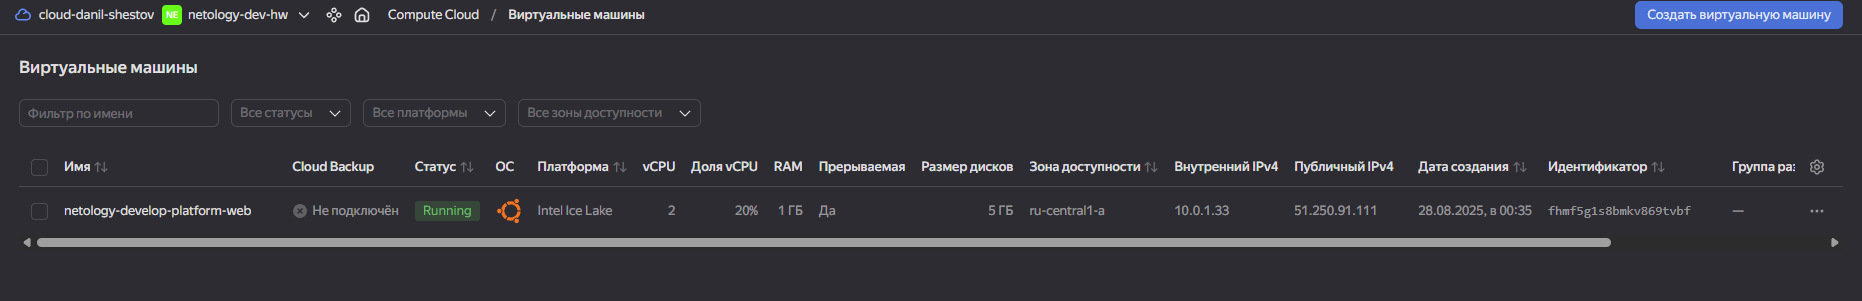 cloud-danil-shestov NE netology-dev-hw Compute Cloud / Виртуальные машины Создать виртуальную машину
Виртуальные машины
Фильтр по имени Все статусы Все платформы Все зоны доступности
Имя Cloud Backup Статус ОС Платформа vCPU Доля vCPU RAM Прерываемая Размер дисков Зона доступности Внутренний IPv4 Публичный IPv4 Дата создания Идентификатор Группа раз
netology-develop-platform-web Не подключён Running Intel Ice Lake 2 20% 1 ГБ Да 5 ГБ ru-central1-a 10.0.1.33 51.250.91.111 28.08.2025, в 00:35 fhmf5g1s8bmkv869tvbf —